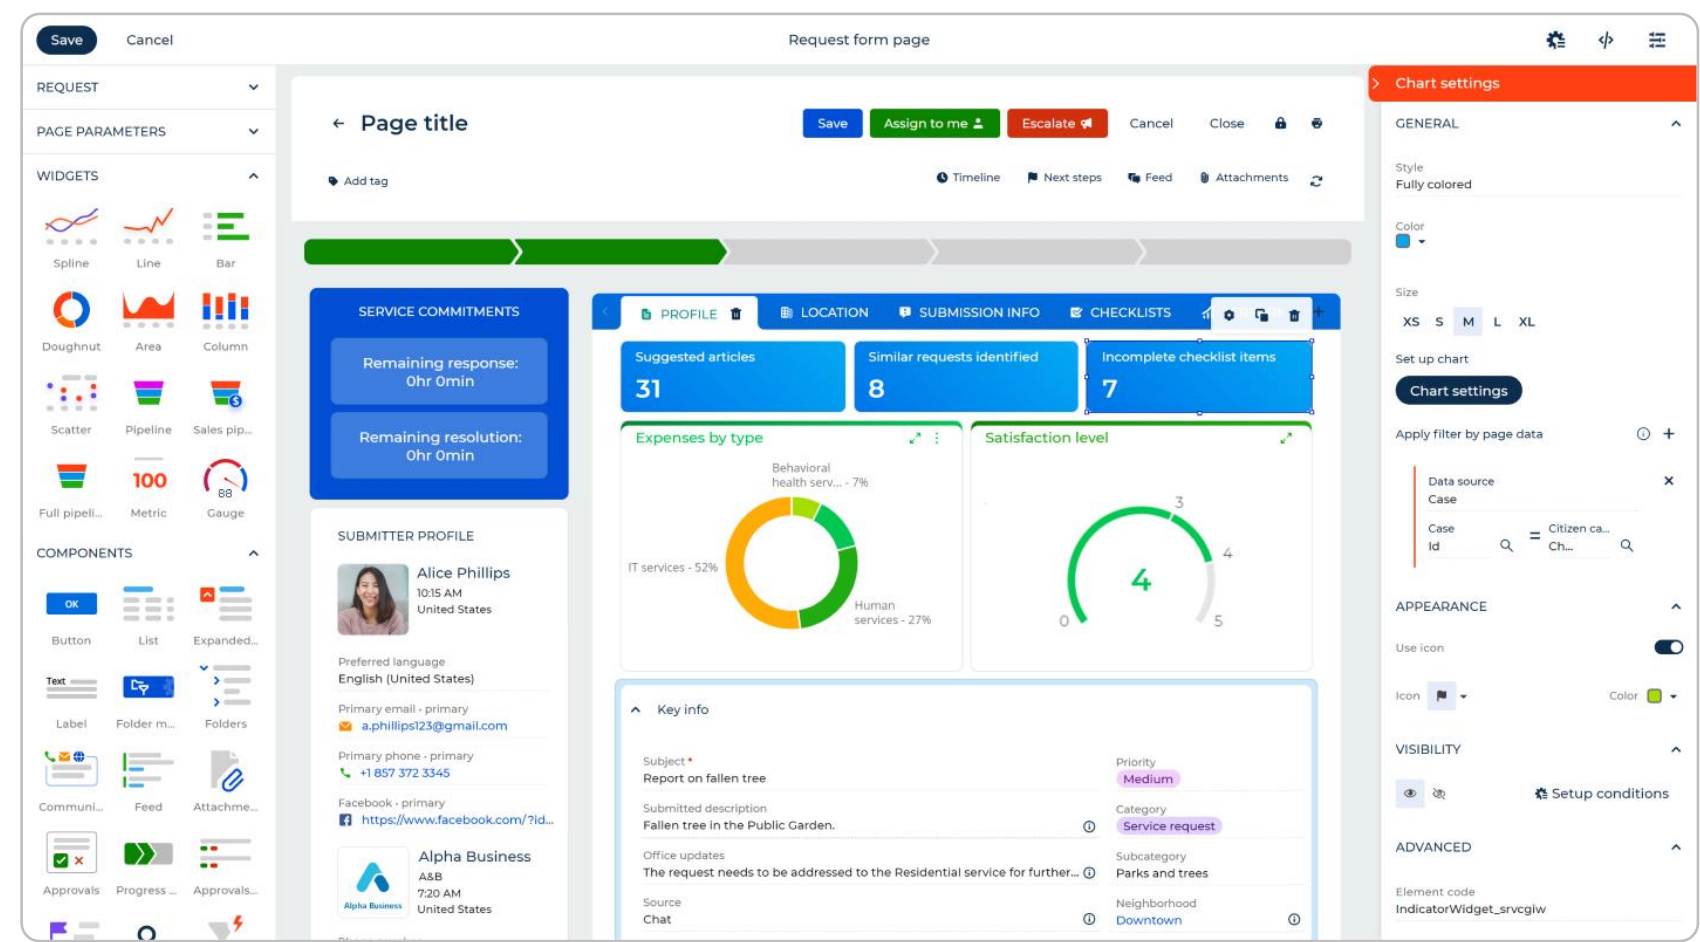 Save
Cancel
Request form page
REQUEST
PAGE PARAMETERS
WIDGETS
Spline
Line
Bar
Doughnut
Area
Column
Scatter
Pipeline
Sales pip...
100
88
Full pipeli...
Metric
Gauge
COMPONENTS
OK
Button
List
Expanded...
Text
Label
Folder m...
Folders
Communi...
Feed
Attachme...
Approvals
Progress ...
Approvals...
Page title
Save
Assign to me
Escalate
Cancel
Close
Add tag
Timeline
Next steps
Feed
Attachments
SERVICE COMMITMENTS
Remaining response:
0hr 0min
Remaining resolution:
0hr 0min
SUBMITTER PROFILE
Alice Phillips
10:15 AM
United States
Preferred language
English (United States)
Primary email • primary
a.phillips123@gmail.com
Primary phone • primary
+1 857 372 3345
Facebook • primary
https://www.facebook.com/?id...
Alpha Business
Alpha Business
A&B
7:20 AM
United States
PROFILE
LOCATION
SUBMISSION INFO
CHECKLISTS
Suggested articles
31
Similar requests identified
8
Incomplete checklist items
7
Expenses by type
Behavioral
health serv... - 7%
IT services - 52%
Human
services - 27%
Satisfaction level
3
4
4
0
5
Key info
Subject *
Report on fallen tree
Priority
Medium
Submitted description
Fallen tree in the Public Garden.
Category
Service request
Office updates
The request needs to be addressed to the Residential service for further...
Subcategory
Parks and trees
Source
Chat
Neighborhood
Downtown
Chart settings
GENERAL
Style
Fully colored
Color
Size
XS S M L XL
Set up chart
Chart settings
Apply filter by page data
Data source
Case
Case
Id
=
Citizen ca...
Ch...
APPEARANCE
Use icon
Icon
Color
VISIBILITY
Setup conditions
ADVANCED
Element code
IndicatorWidget_srvcgiw